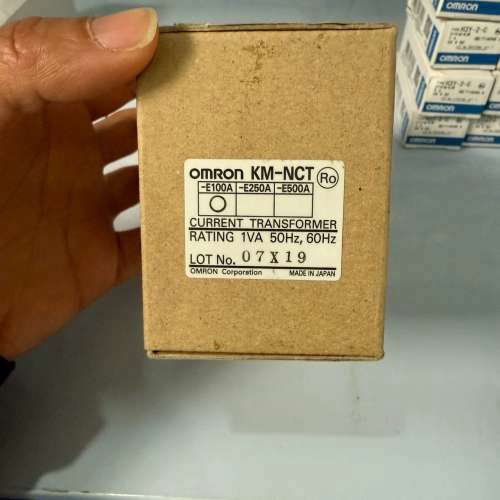 OMRON KM-NCT Ro
-E100A -E250A -E500A
CURRENT TRANSFORMER
RATING 1VA 50Hz, 60Hz
LOT No. 07X19
OMRON Corporation MADE IN JAPAN
OMRON
OMRON